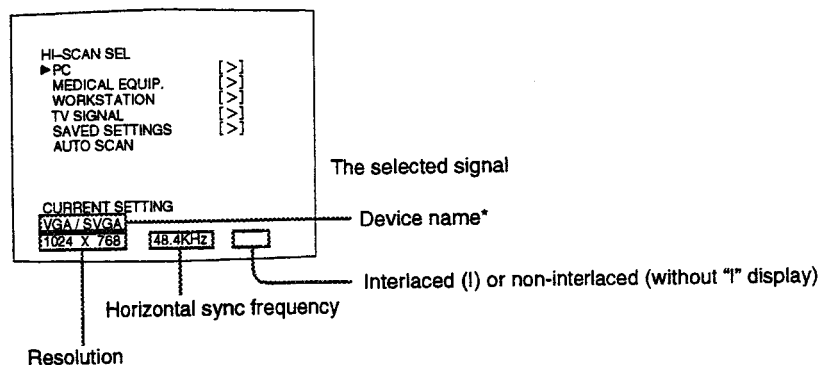 HI–SCAN SEL
▶PC [>]
MEDICAL EQUIP. [>]
WORKSTATION [>]
TV SIGNAL [>]
SAVED SETTINGS [>]
AUTO SCAN
The selected signal
CURRENT SETTING
VGA / SVGA
Device name*
1024 X 768 48.4KHz
Interlaced (I) or non-interlaced (without “I” display)
Horizontal sync frequency
Resolution